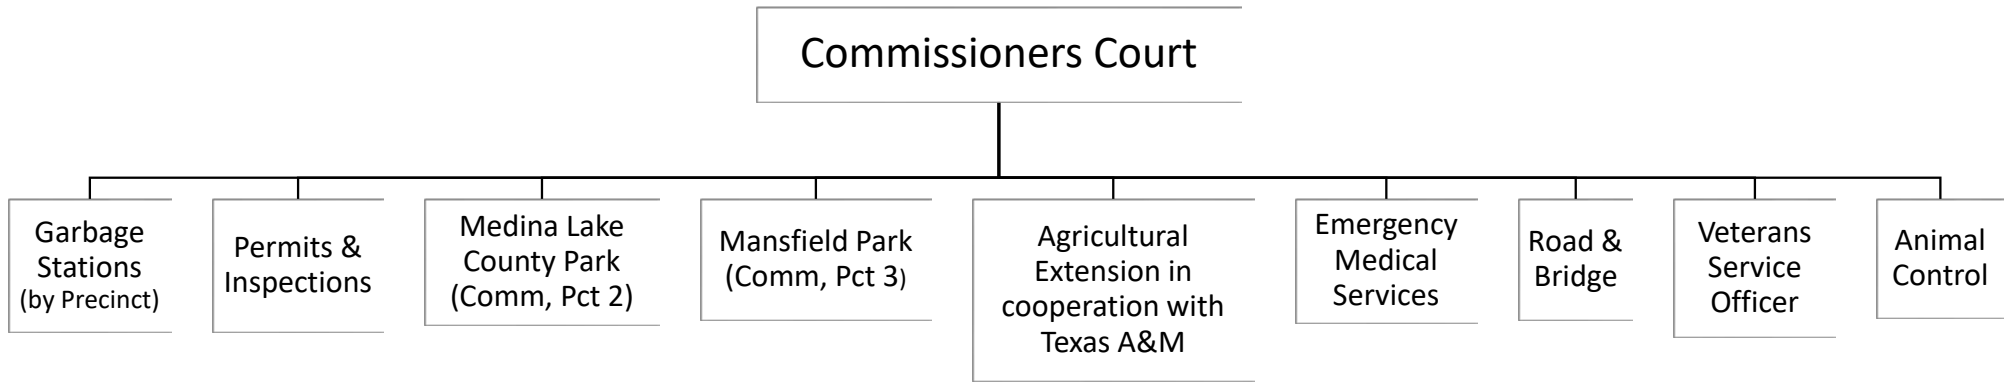 Commissioners Court
Garbage
Stations
(by Precinct)
Permits &
Inspections
Medina Lake
County Park
(Comm, Pct 2)
Mansfield Park
(Comm, Pct 3)
Agricultural
Extension in
cooperation with
Texas A&M
Emergency
Medical
Services
Road &
Bridge
Veterans
Service
Officer
Animal
Control